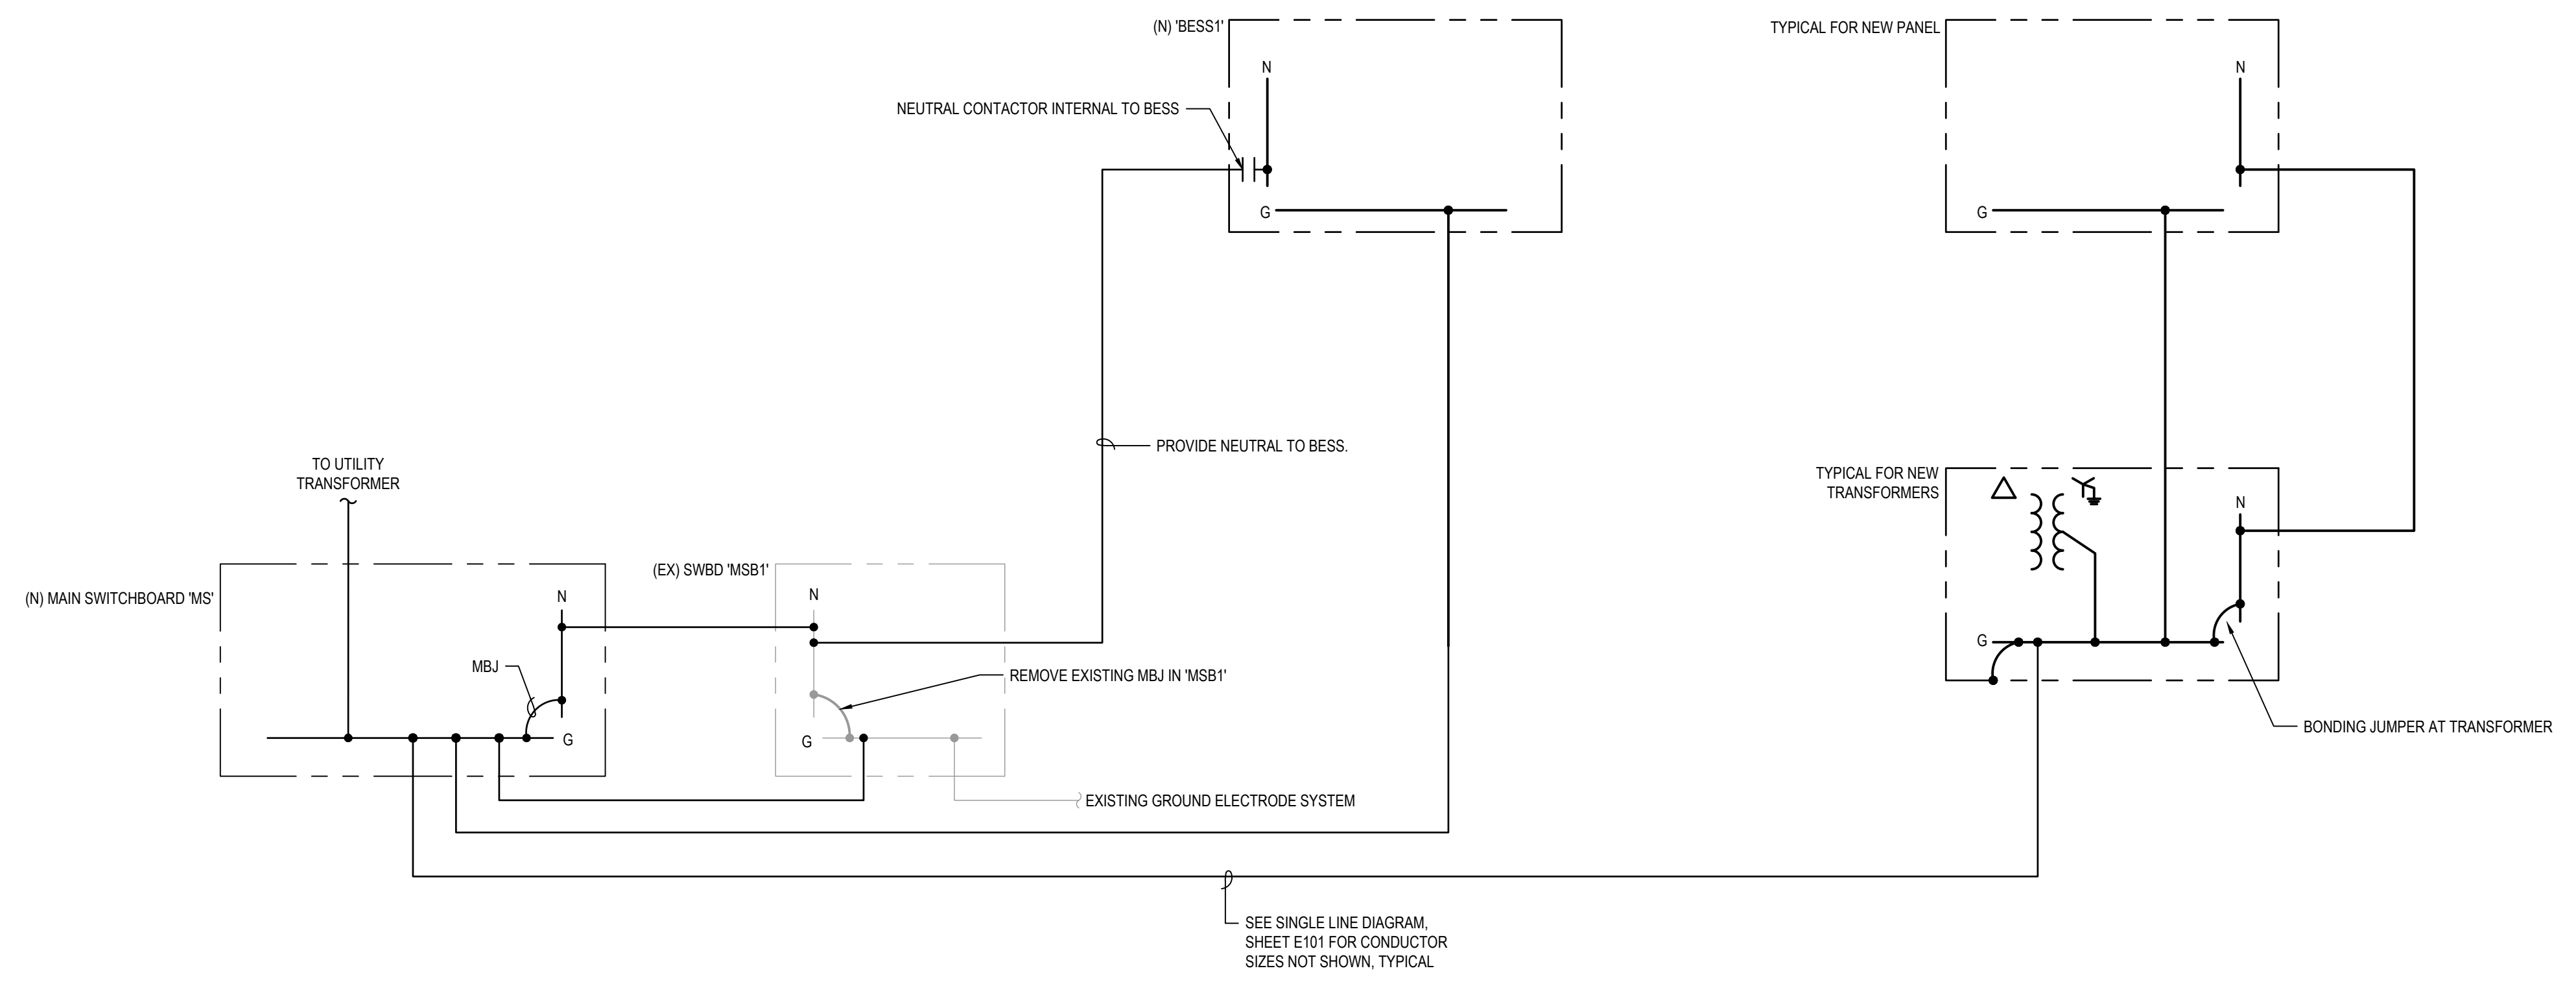 (N) 'BESS1'
N
NEUTRAL CONTACTOR INTERNAL TO BESS
G
TYPICAL FOR NEW PANEL
N
G
PROVIDE NEUTRAL TO BESS.
TO UTILITY
TRANSFORMER
(N) MAIN SWITCHBOARD 'MS'
N
MBJ
G
(EX) SWBD 'MSB1'
N
REMOVE EXISTING MBJ IN 'MSB1'
G
EXISTING GROUND ELECTRODE SYSTEM
TYPICAL FOR NEW
TRANSFORMERS
N
G
BONDING JUMPER AT TRANSFORMER
SEE SINGLE LINE DIAGRAM,
SHEET E101 FOR CONDUCTOR
SIZES NOT SHOWN, TYPICAL